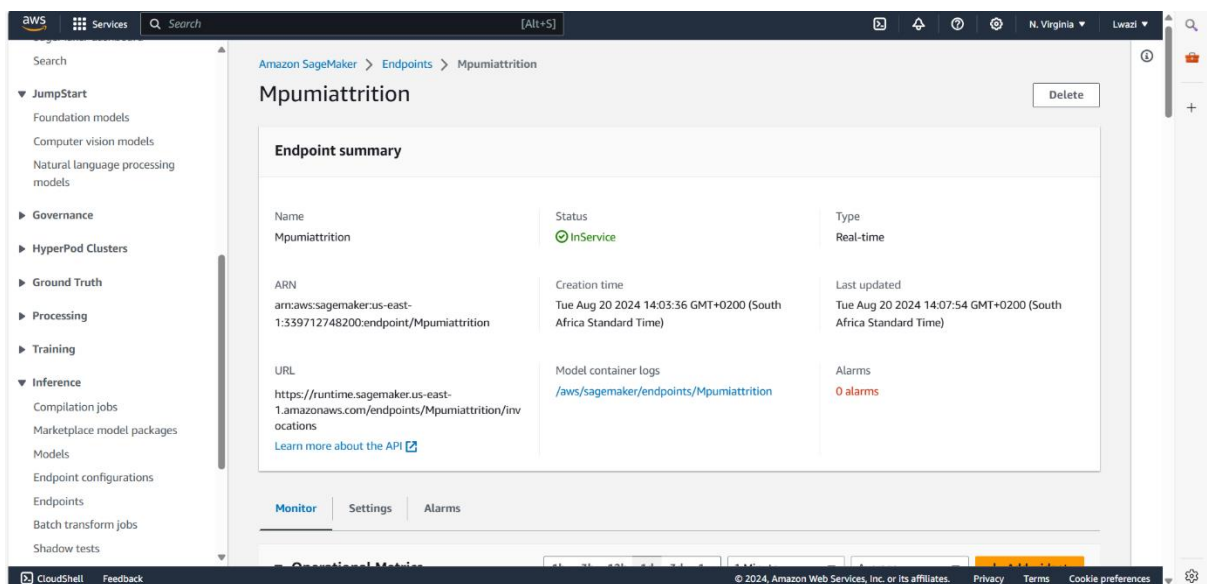 aws
Services
Search
[Alt+S]
N. Virginia
Lwazi
Search
JumpStart
Foundation models
Computer vision models
Natural language processing
models
Governance
HyperPod Clusters
Ground Truth
Processing
Training
Inference
Compilation jobs
Marketplace model packages
Models
Endpoint configurations
Endpoints
Batch transform jobs
Shadow tests
Amazon SageMaker > Endpoints > Mpumiattrition
Mpumiattrition
Delete
Endpoint summary
Name
Mpumiattrition
Status
InService
Type
Real-time
ARN
arn:aws:sagemaker:us-east-
1:339712748200:endpoint/Mpumiattrition
Creation time
Tue Aug 20 2024 14:03:36 GMT+0200 (South
Africa Standard Time)
Last updated
Tue Aug 20 2024 14:07:54 GMT+0200 (South
Africa Standard Time)
URL
https://runtime.sagemaker.us-east-
1.amazonaws.com/endpoints/Mpumiattrition/inv
ocations
Learn more about the API
Model container logs
/aws/sagemaker/endpoints/Mpumiattrition
Alarms
0 alarms
Monitor
Settings
Alarms
Operational Metrics
CloudShell
Feedback
© 2024, Amazon Web Services, Inc. or its affiliates.
Privacy
Terms
Cookie preferences